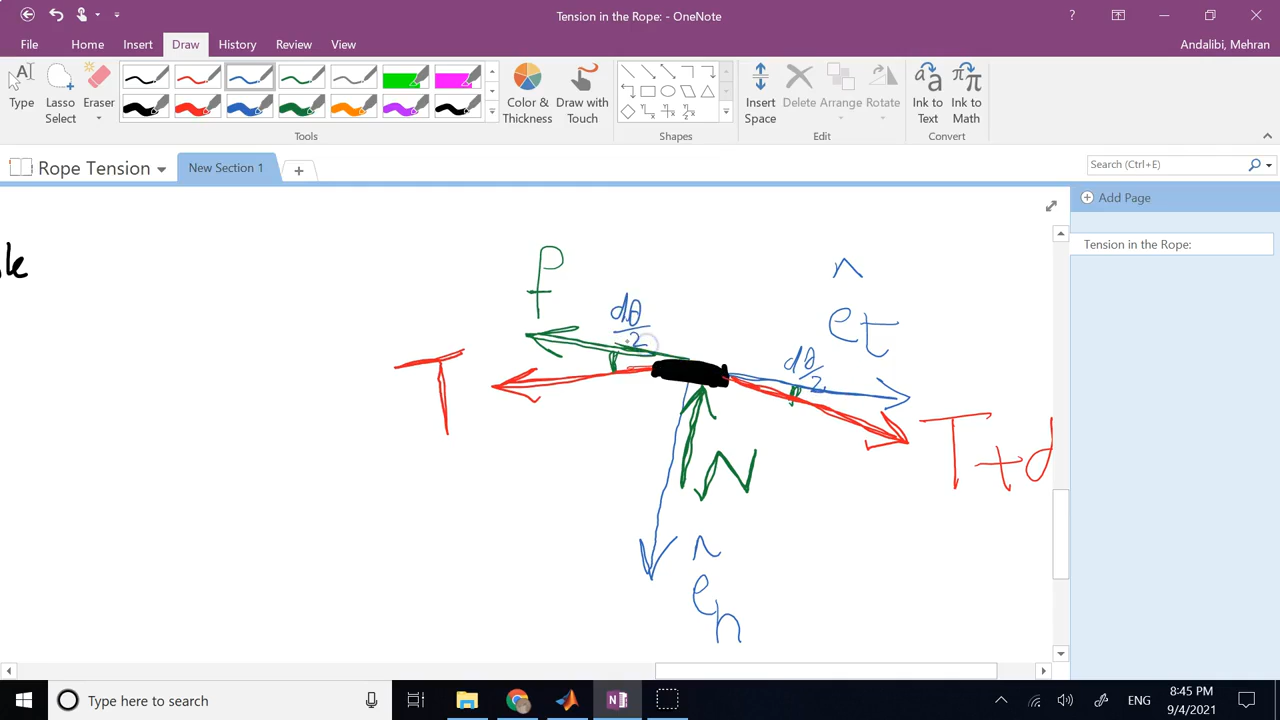 Tension in the Rope: - OneNote
?
File Home Insert Draw History Review View
Andalibi, Mehran
Type
Lasso Select
Eraser
Color & Thickness
Draw with Touch
Insert Space
Delete
Arrange
Rotate
Ink to Text
Ink to Math
Tools
Shapes
Edit
Convert
Rope Tension
New Section 1
Search (Ctrl+E)
Add Page
Tension in the Rope:
f
dθ/2
êt
dθ/2
T
T+d
N
ên
Type here to search
ENG
8:45 PM
9/4/2021